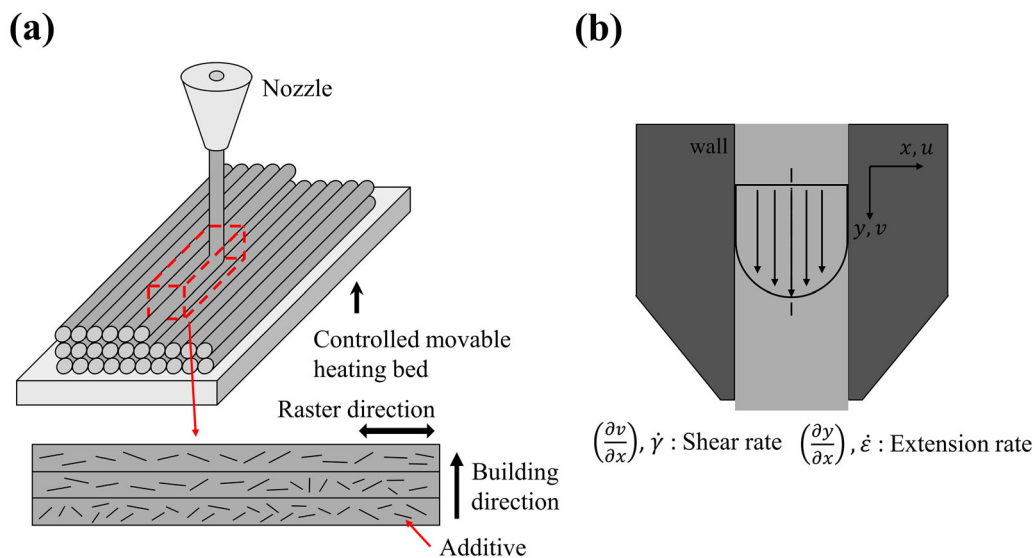 (a)
Nozzle
Controlled movable
heating bed
Raster direction
Building
direction
Additive
(b)
wall
x, u
y, v
(∂v/∂x), γ̇ : Shear rate (∂y/∂x), ε̇ : Extension rate